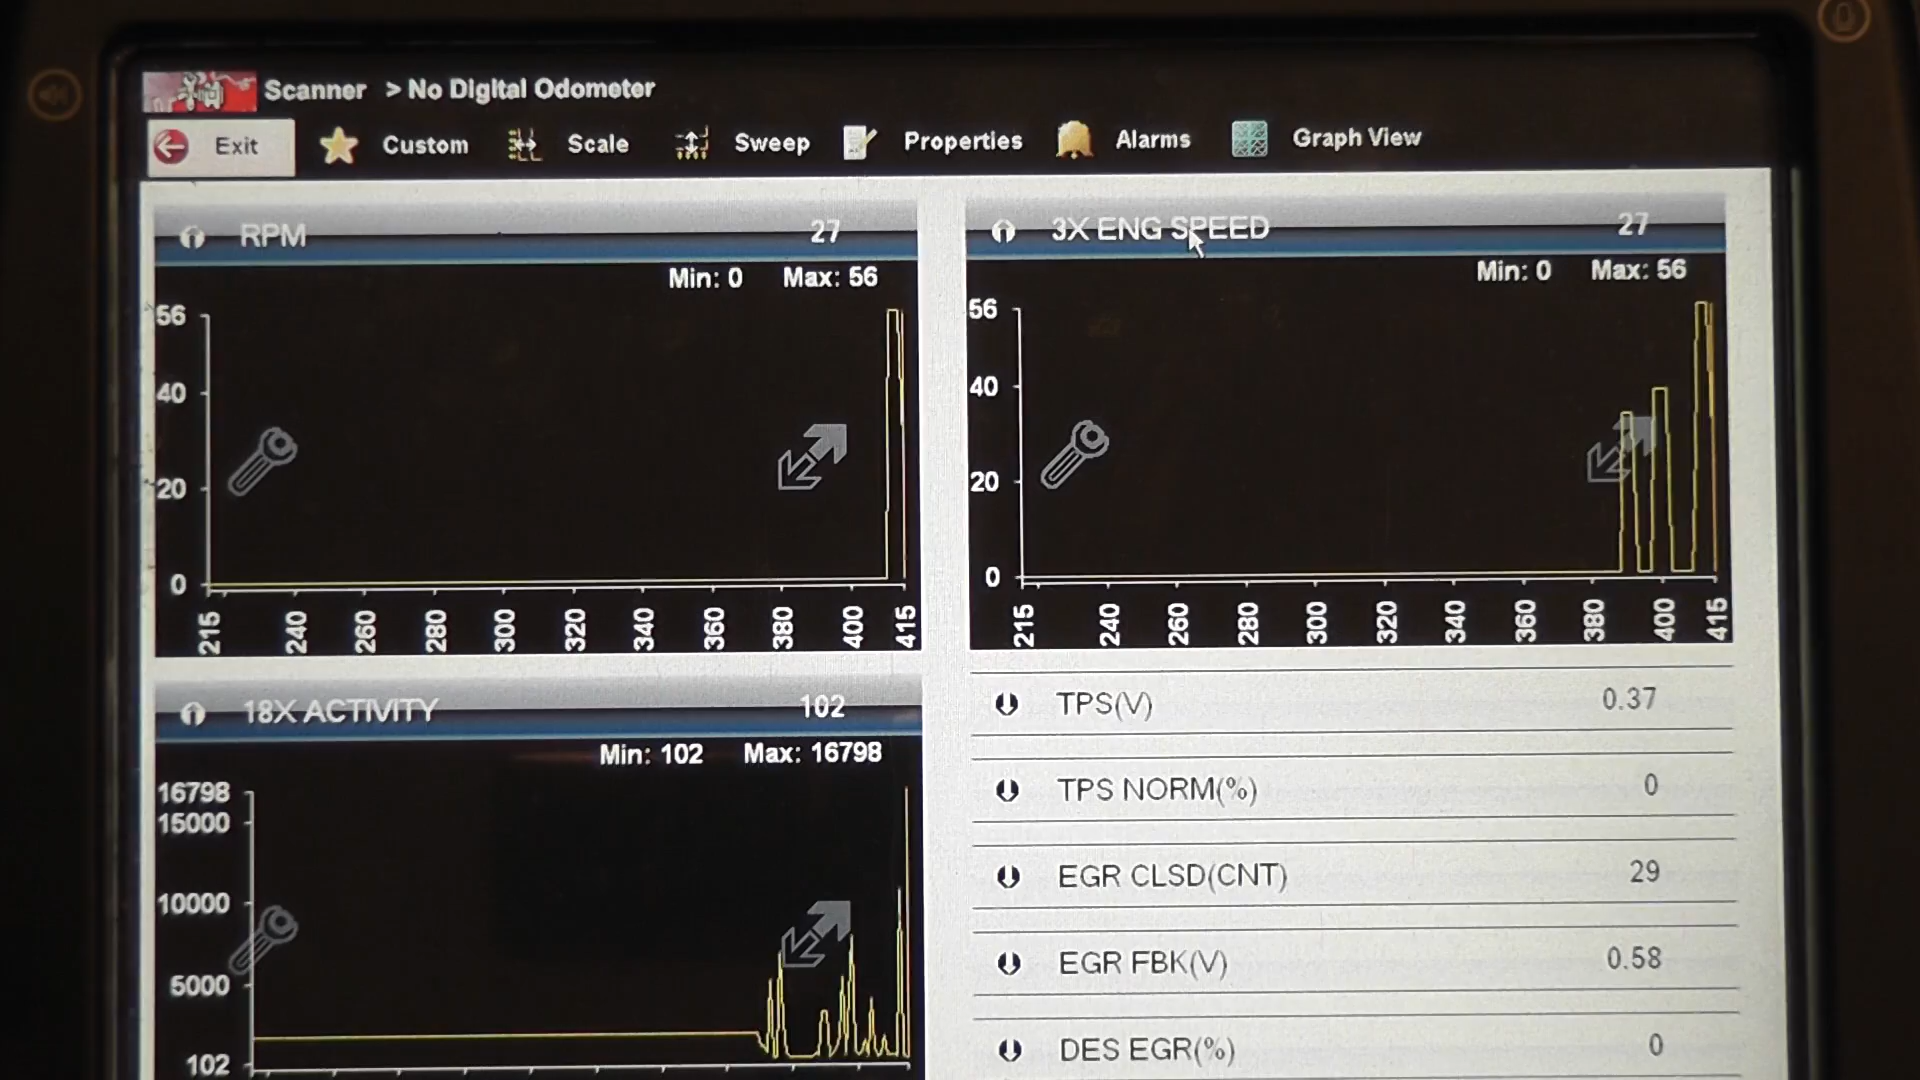 Scanner > No Digital Odometer
Exit Custom Scale Sweep Properties Alarms Graph View
RPM 27
Min: 0 Max: 56
56
40
20
0
215 240 260 280 300 320 340 360 380 400 415
3X ENG SPEED 27
Min: 0 Max: 56
56
40
20
0
215 240 260 280 300 320 340 360 380 400 415
18X ACTIVITY 102
Min: 102 Max: 16798
16798
15000
10000
5000
102
TPS(V) 0.37
TPS NORM(%) 0
EGR CLSD(CNT) 29
EGR FBK(V) 0.58
DES EGR(%) 0